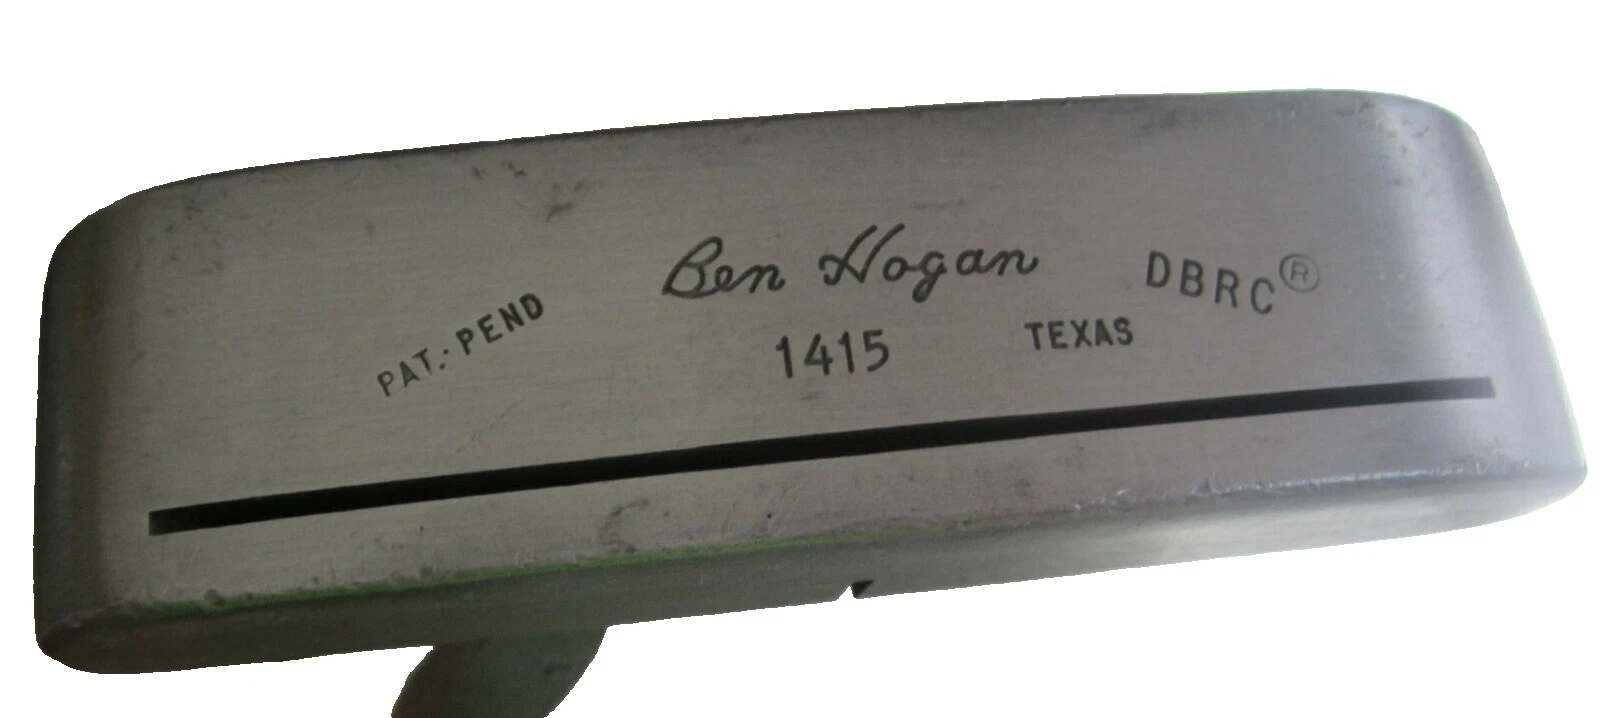 Ben Hogan
DBRC®
PAT. PEND
1415
TEXAS